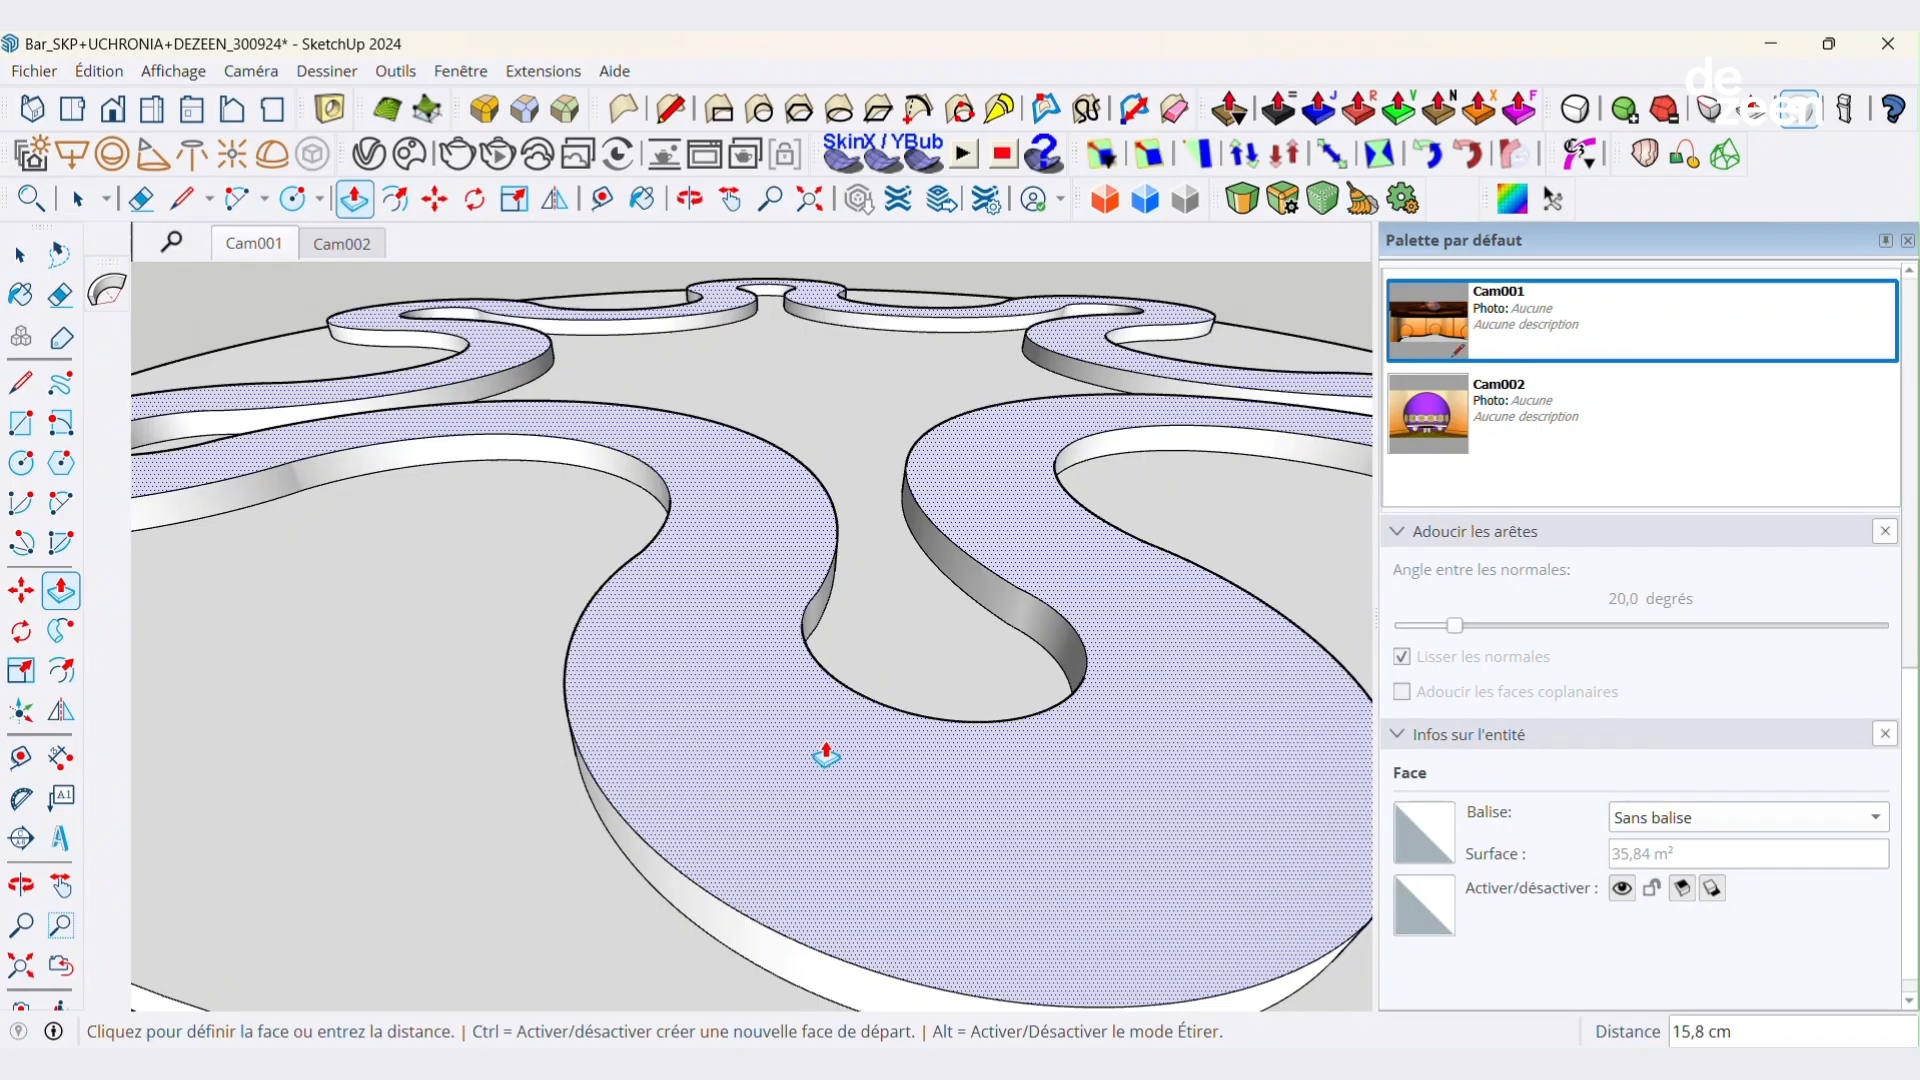 Bar_SKP+UCHRONIA+DEZEEN_300924* - SketchUp 2024
Fichier Édition Affichage Caméra Dessiner Outils Fenêtre Extensions Aide
dezeen
= J R V N X F
SkinX / YBub
?
Cam001 Cam002
Palette par défaut
Cam001
Photo: Aucune
Aucune description
Cam002
Photo: Aucune
Aucune description
Adoucir les arêtes
Angle entre les normales:
20,0 degrés
Lisser les normales
Adoucir les faces coplanaires
Infos sur l'entité
Face
Balise: Sans balise
Surface : 35,84 m²
Activer/désactiver :
A1
Cliquez pour définir la face ou entrez la distance. | Ctrl = Activer/désactiver créer une nouvelle face de départ. | Alt = Activer/Désactiver le mode Étirer.
Distance 15,8 cm